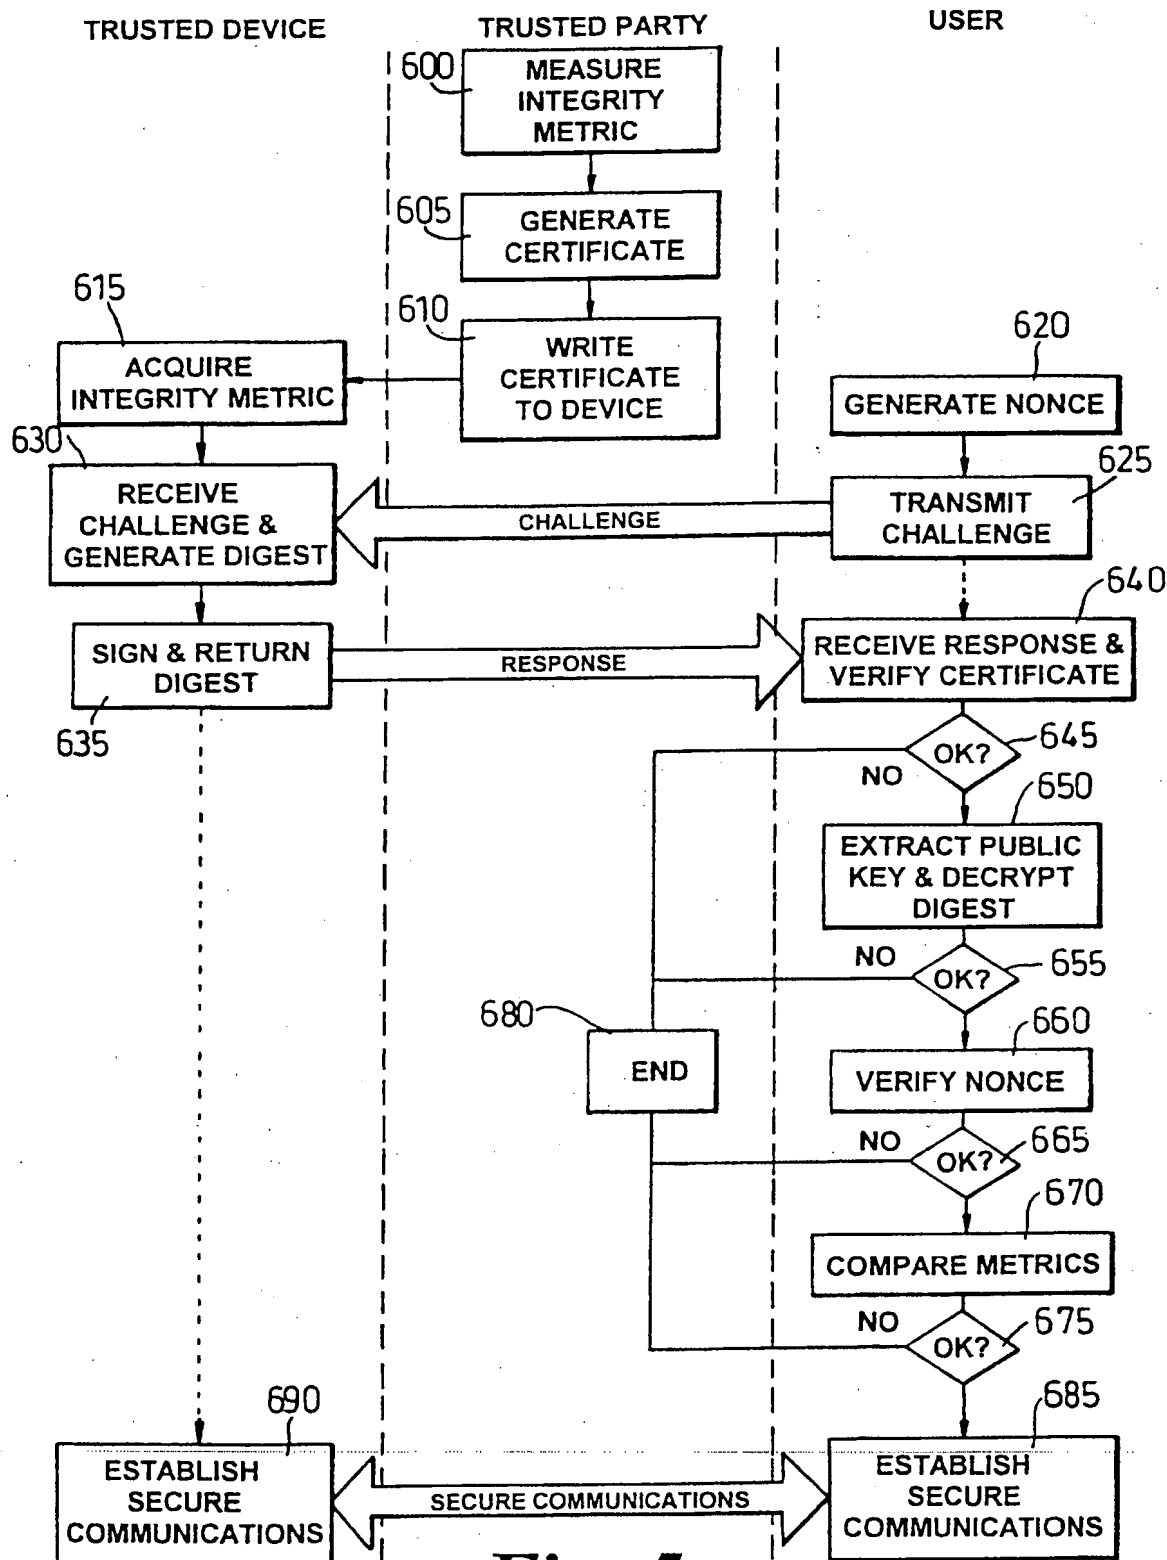 TRUSTED DEVICE
TRUSTED PARTY
USER
600
MEASURE
INTEGRITY
METRIC
605
GENERATE
CERTIFICATE
610
WRITE
CERTIFICATE
TO DEVICE
615
ACQUIRE
INTEGRITY METRIC
620
GENERATE NONCE
630
RECEIVE
CHALLENGE &
GENERATE DIGEST
CHALLENGE
625
TRANSMIT
CHALLENGE
640
SIGN & RETURN
DIGEST
635
RESPONSE
RECEIVE RESPONSE &
VERIFY CERTIFICATE
OK?
645
NO
650
EXTRACT PUBLIC
KEY & DECRYPT
DIGEST
NO
OK?
655
680
END
660
VERIFY NONCE
NO
OK?
665
670
COMPARE METRICS
NO
OK?
675
690
ESTABLISH
SECURE
COMMUNICATIONS
SECURE COMMUNICATIONS
685
ESTABLISH
SECURE
COMMUNICATIONS